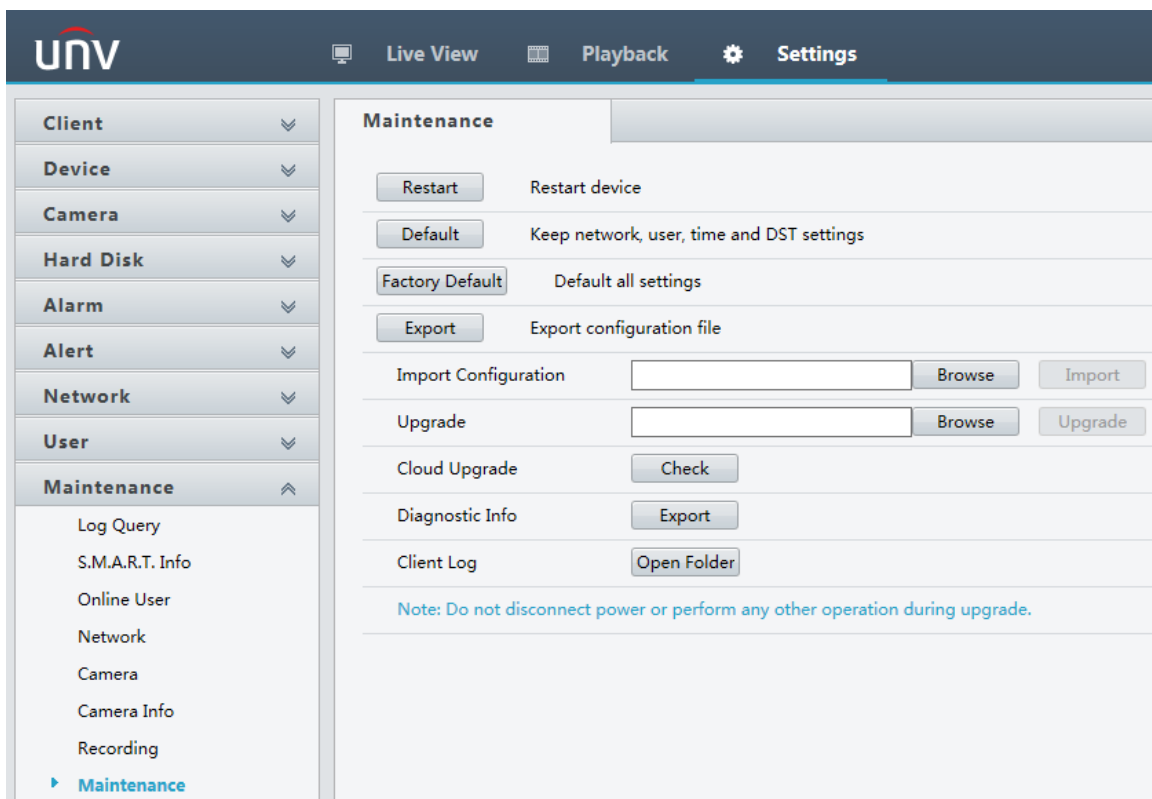 unv
Live View Playback Settings
Client
Device
Camera
Hard Disk
Alarm
Alert
Network
User
Maintenance
Log Query
S.M.A.R.T. Info
Online User
Network
Camera
Camera Info
Recording
Maintenance
Maintenance
Restart Restart device
Default Keep network, user, time and DST settings
Factory Default Default all settings
Export Export configuration file
Import Configuration Browse Import
Upgrade Browse Upgrade
Cloud Upgrade Check
Diagnostic Info Export
Client Log Open Folder
Note: Do not disconnect power or perform any other operation during upgrade.